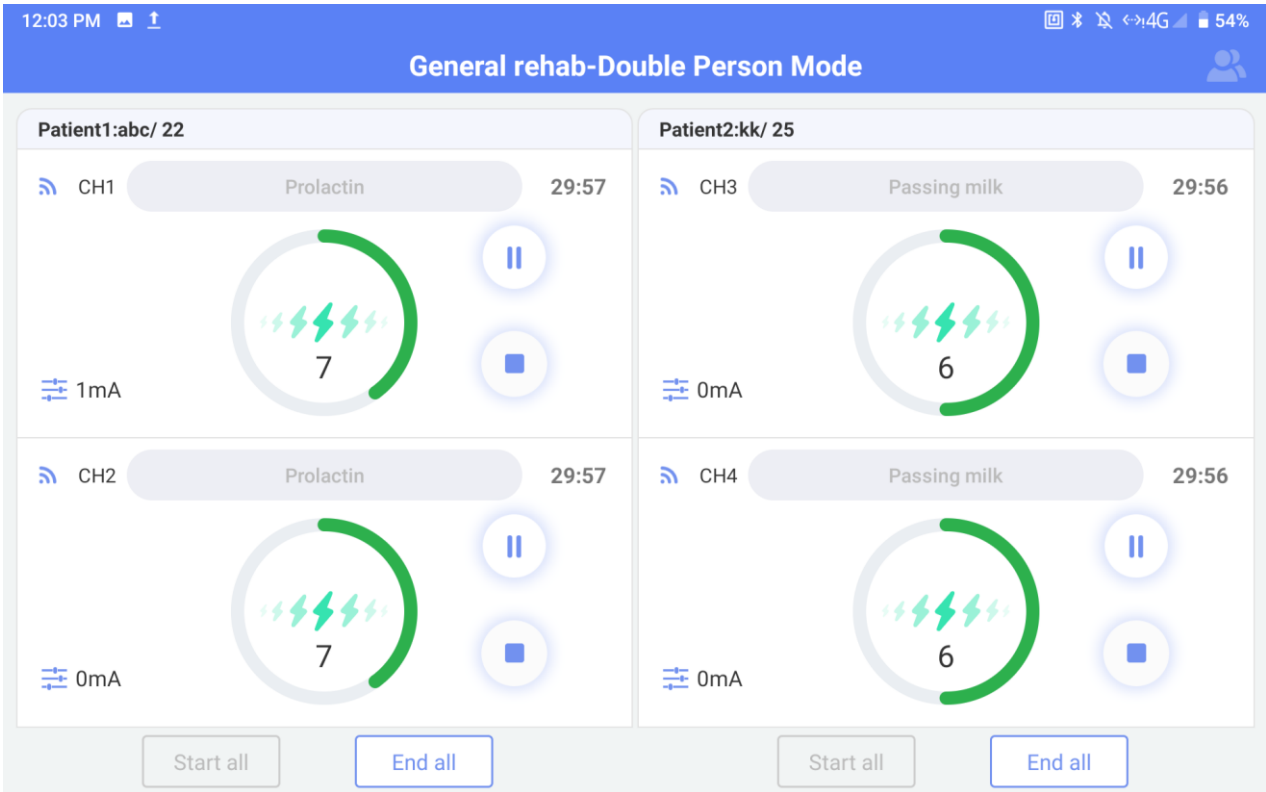 12:03 PM 4G 54%
General rehab-Double Person Mode
Patient1:abc/ 22
CH1 Prolactin 29:57
7
1mA
CH2 Prolactin 29:57
7
0mA
Start all End all
Patient2:kk/ 25
CH3 Passing milk 29:56
6
0mA
CH4 Passing milk 29:56
6
0mA
Start all End all